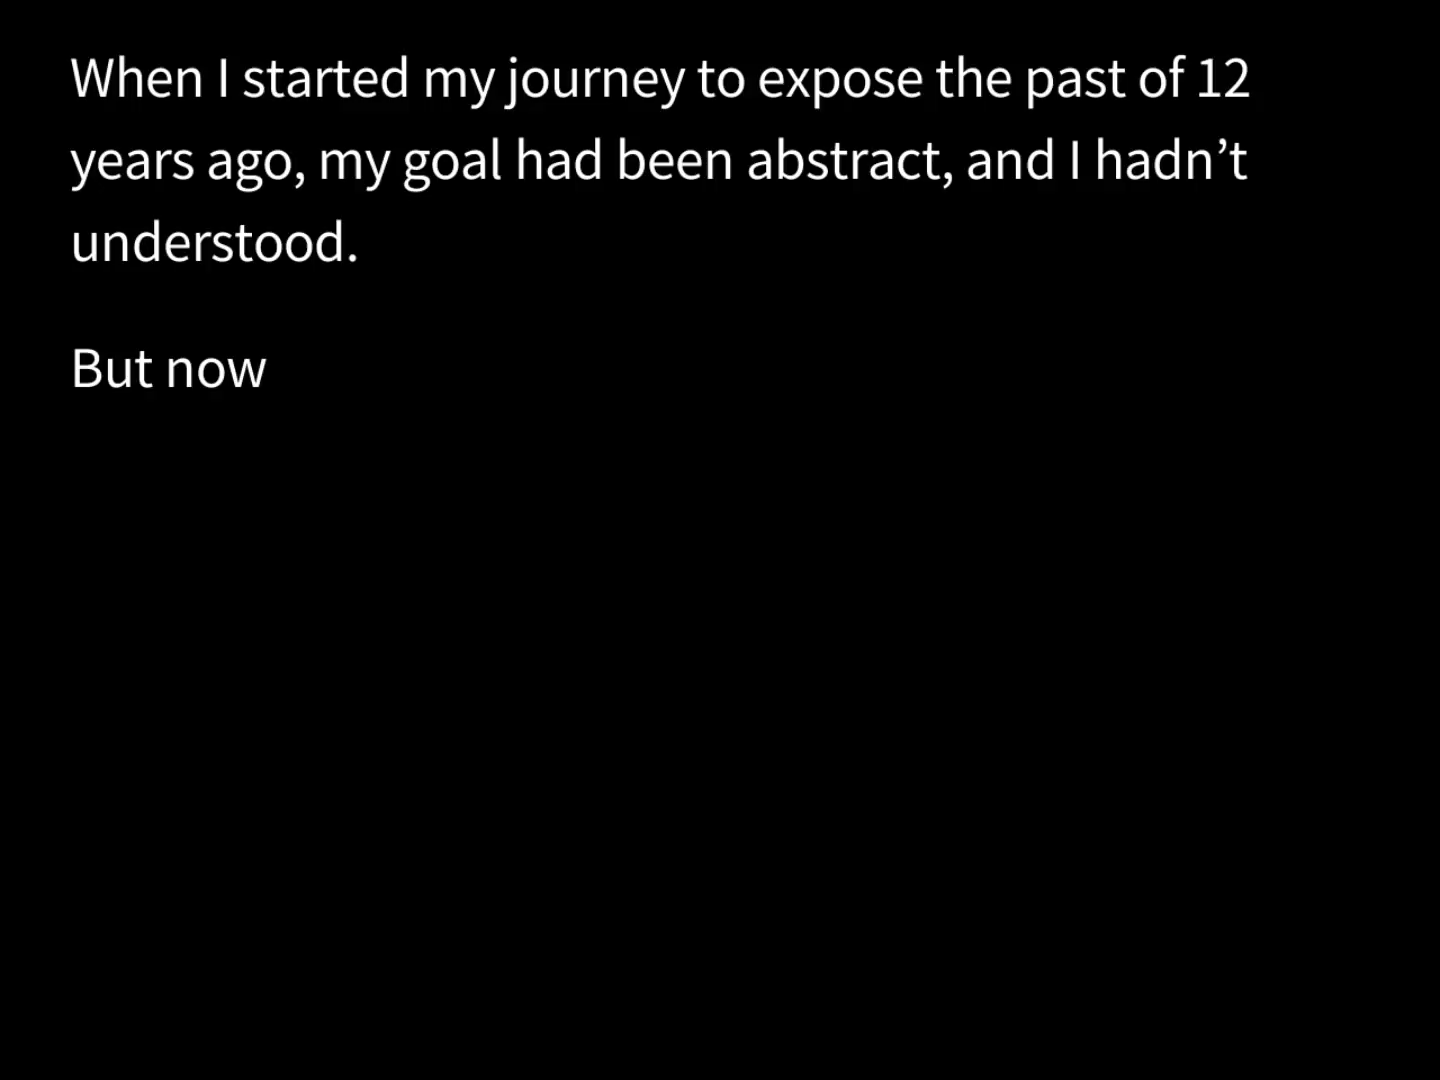 When I started my journey to expose the past of 12
years ago, my goal had been abstract, and I hadn’t
understood.
But now